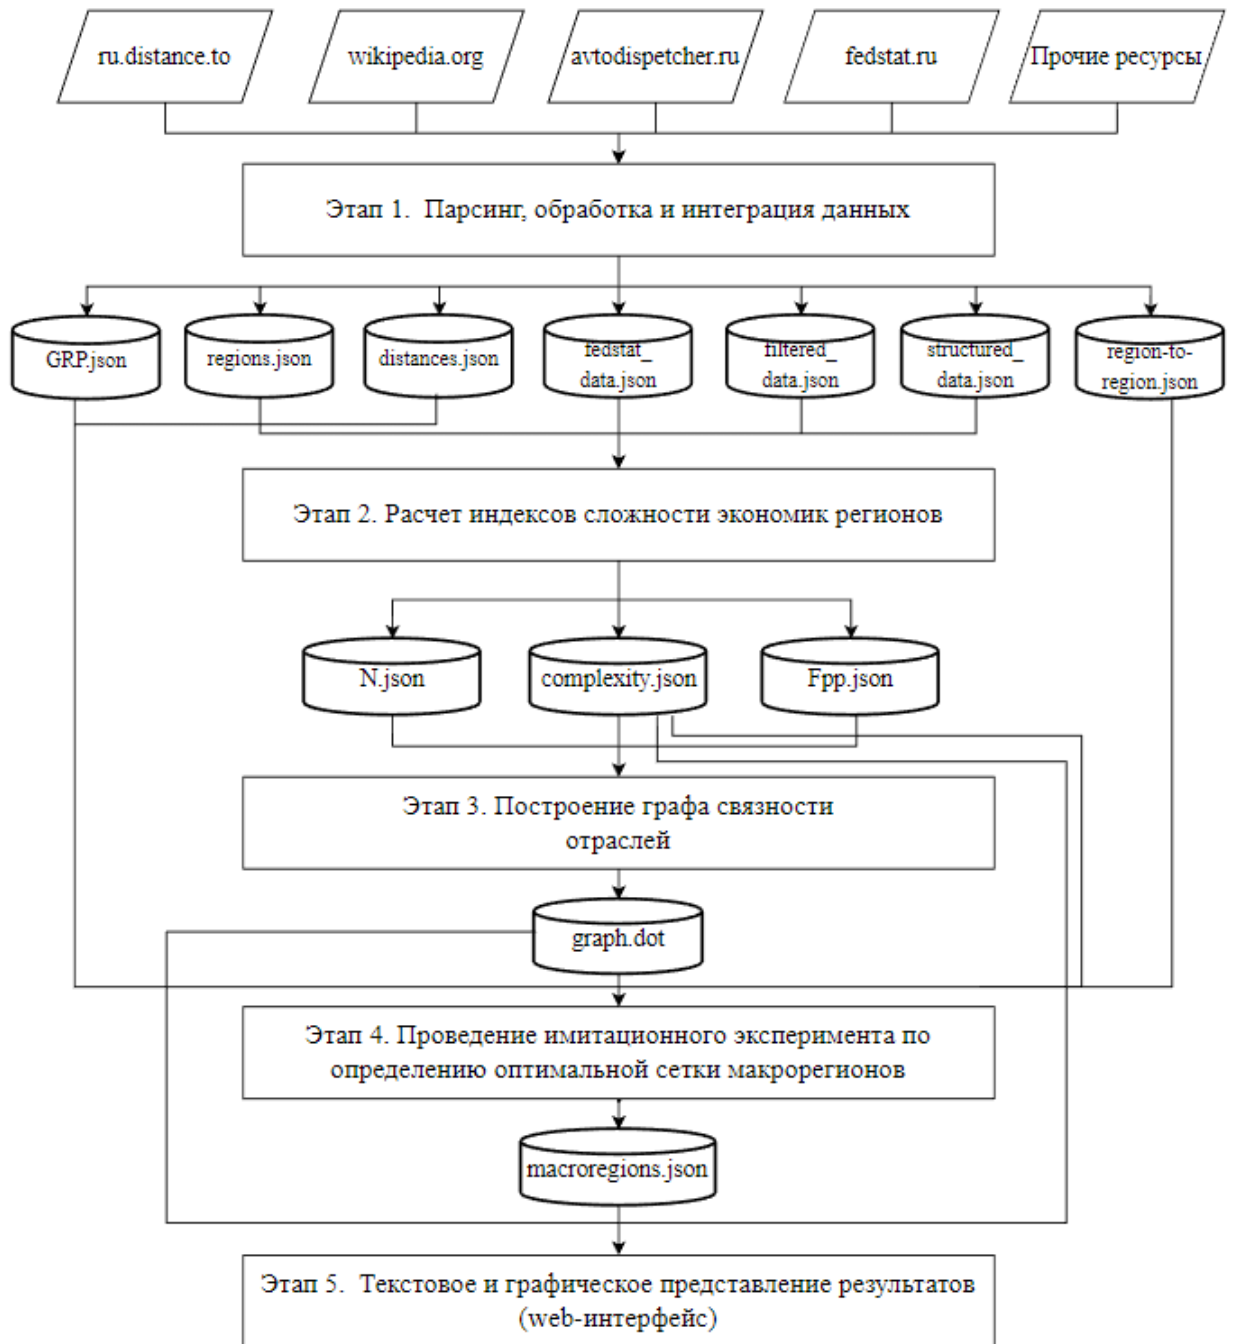 ru.distance.to
wikipedia.org
avtodispetcher.ru
fedstat.ru
Прочие ресурсы
Этап 1. Парсинг, обработка и интеграция данных
GRP.json
regions.json
distances.json
fedstat_
data.json
filtered_
data.json
structured_
data.json
region-to-
region.json
Этап 2. Расчет индексов сложности экономик регионов
N.json
complexity.json
Fpp.json
Этап 3. Построение графа связности
отраслей
graph.dot
Этап 4. Проведение имитационного эксперимента по
определению оптимальной сетки макрорегионов
macroregions.json
Этап 5. Текстовое и графическое представление результатов
(web-интерфейс)